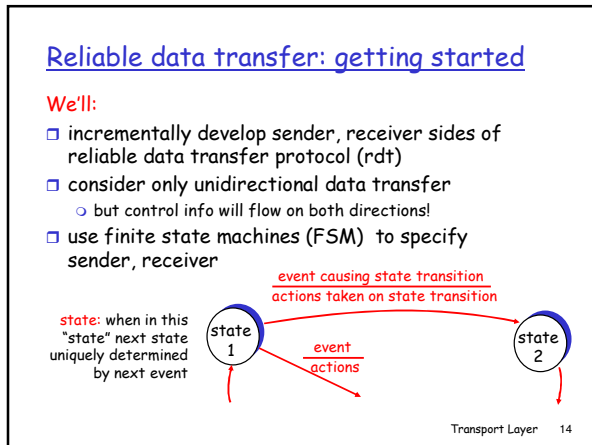 Reliable data transfer: getting started
We'll:
incrementally develop sender, receiver sides of
reliable data transfer protocol (rdt)
consider only unidirectional data transfer
but control info will flow on both directions!
use finite state machines (FSM) to specify
sender, receiver
event causing state transition
actions taken on state transition
state: when in this
"state" next state
uniquely determined
by next event
state
1
event
actions
state
2
Transport Layer 14